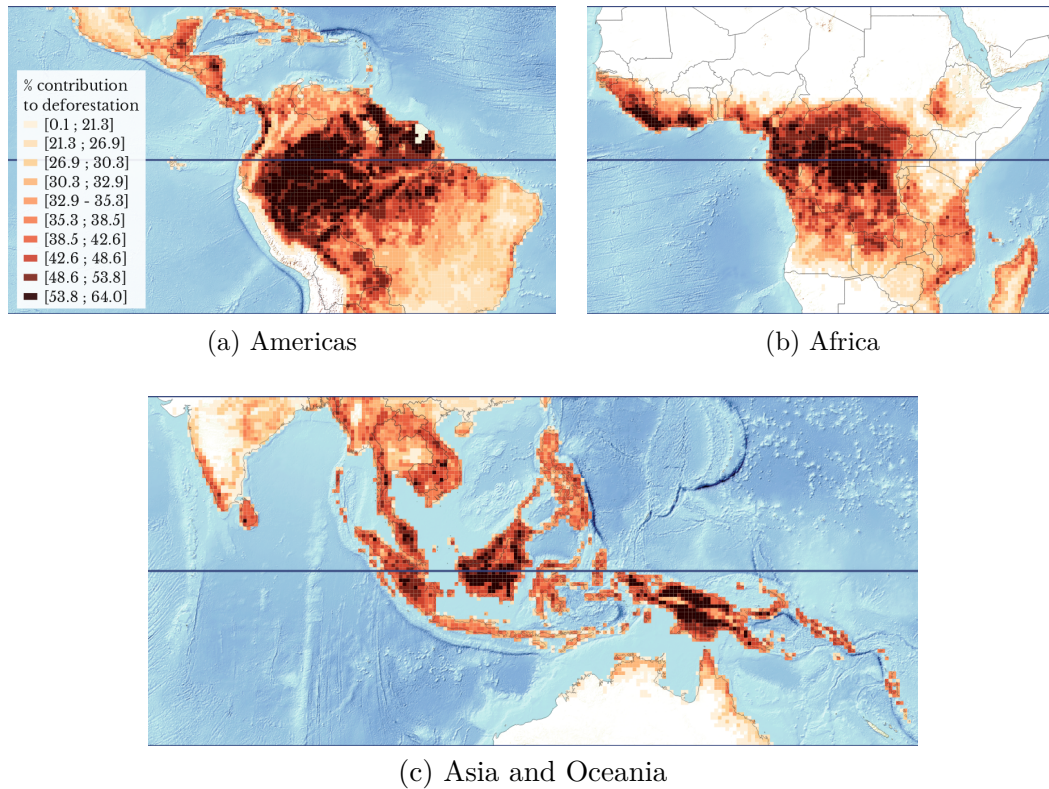 % contribution
to deforestation
[0.1 ; 21.3]
[21.3 ; 26.9]
[26.9 ; 30.3]
[30.3 ; 32.9]
[32.9 - 35.3]
[35.3 ; 38.5]
[38.5 ; 42.6]
[42.6 ; 48.6]
[48.6 ; 53.8]
[53.8 ; 64.0]
(a) Americas
(b) Africa
(c) Asia and Oceania